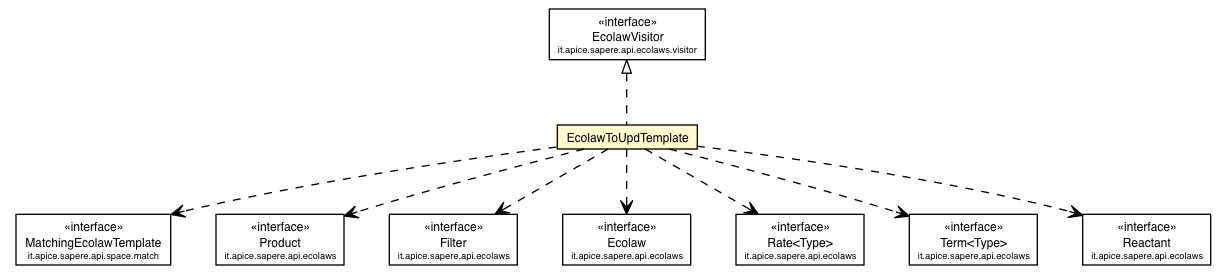 «interface»
EcolawVisitor
it.apice.sapere.api.ecolaws.visitor
EcolawToUpdTemplate
«interface»
MatchingEcolawTemplate
it.apice.sapere.api.space.match
«interface»
Product
it.apice.sapere.api.ecolaws
«interface»
Filter
it.apice.sapere.api.ecolaws
«interface»
Ecolaw
it.apice.sapere.api.ecolaws
«interface»
Rate<Type>
it.apice.sapere.api.ecolaws
«interface»
Term<Type>
it.apice.sapere.api.ecolaws
«interface»
Reactant
it.apice.sapere.api.ecolaws